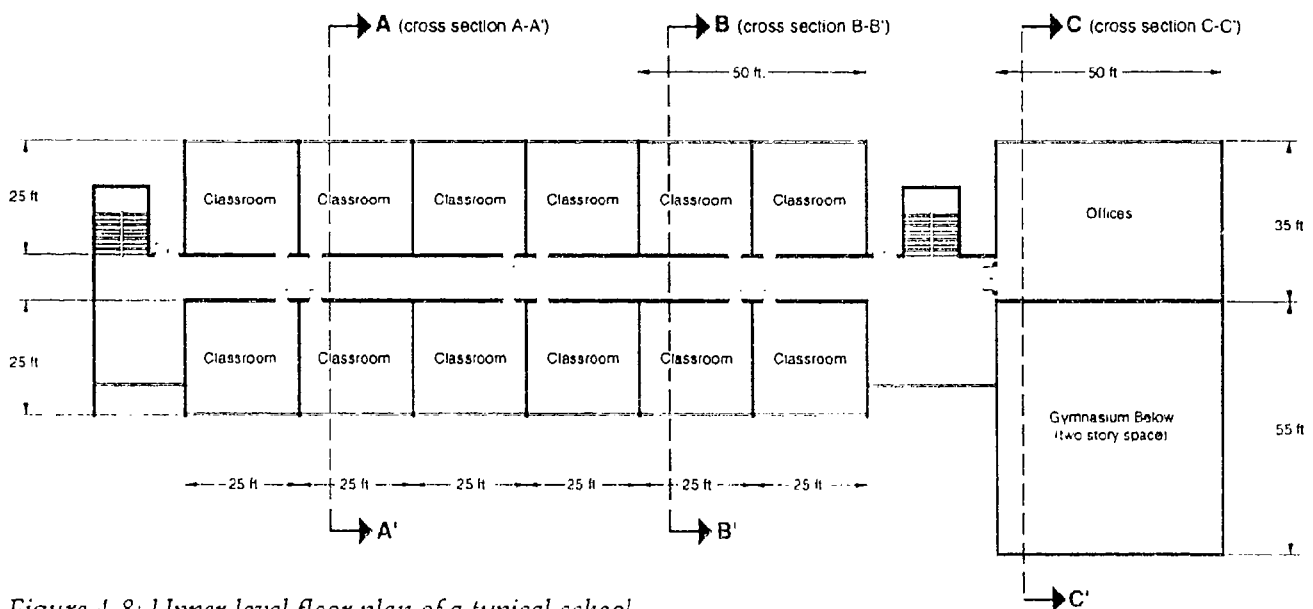 A (cross section A-A')
B (cross section B-B')
C (cross section C-C')
50 ft.
50 ft
25 ft
Classroom
Classroom
Classroom
Classroom
Classroom
Classroom
Offices
35 ft
25 ft
Classroom
Classroom
Classroom
Classroom
Classroom
Classroom
Gymnasium Below
(two story space)
55 ft
25 ft
25 ft
25 ft
25 ft
25 ft
25 ft
A'
B'
C'
Figure 1-8: Upper level floor plan of a typical school